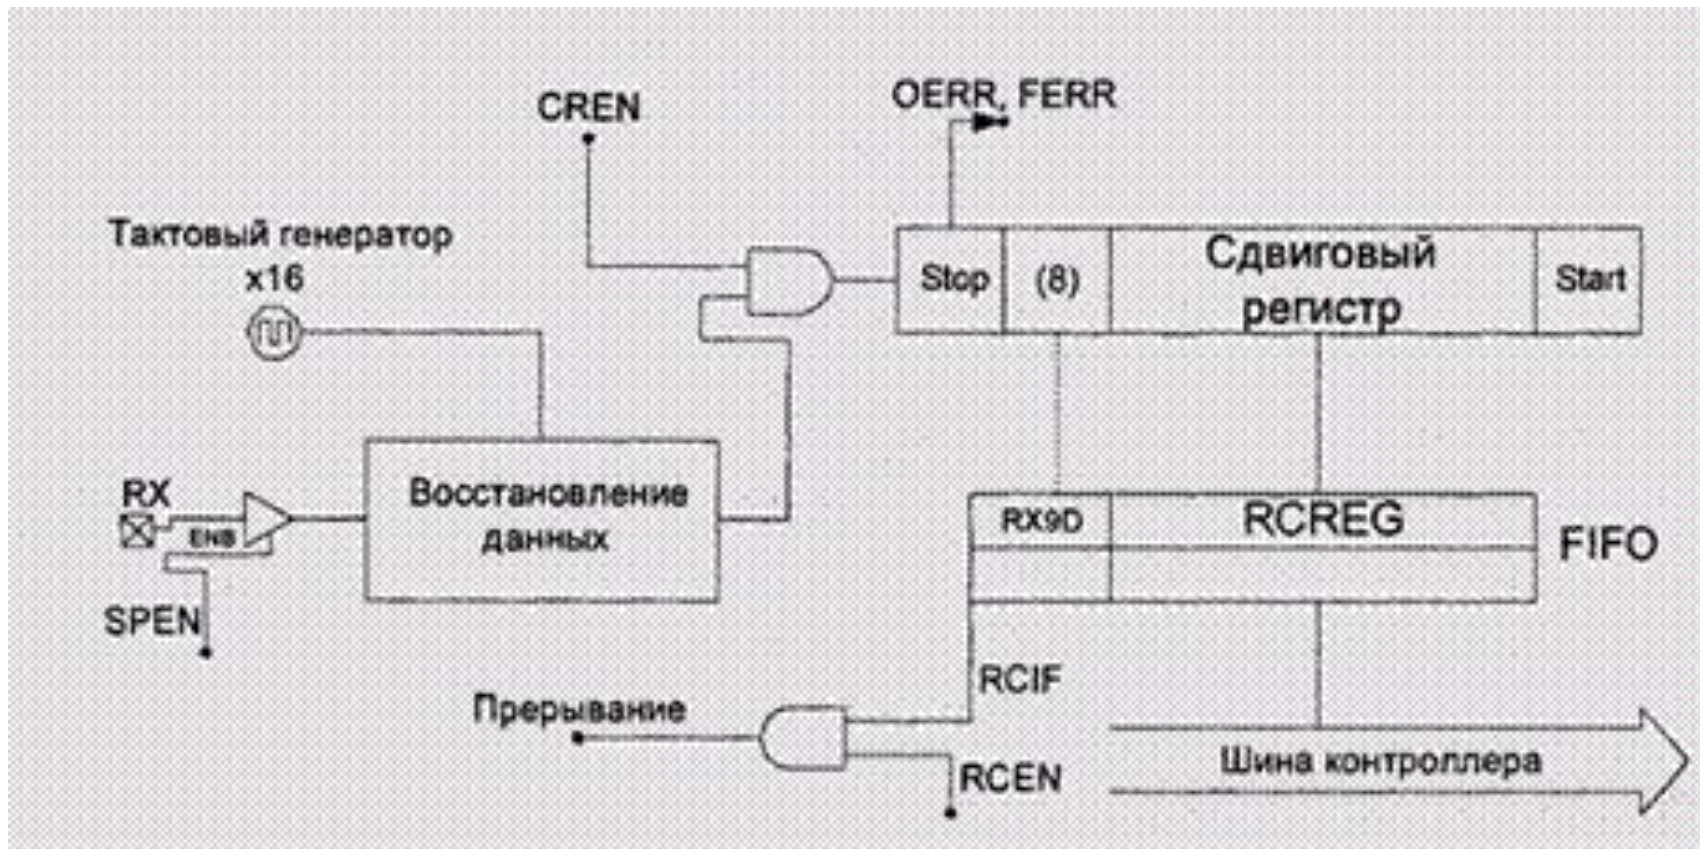 CREN
OERR, FERR
Тактовый генератор
x16
Stop
(8)
Сдвиговый
регистр
Start
RX
ENB
Восстановление
данных
SPEN
RX9D
RCREG
FIFO
RCIF
Прерывание
RCEN
Шина контроллера